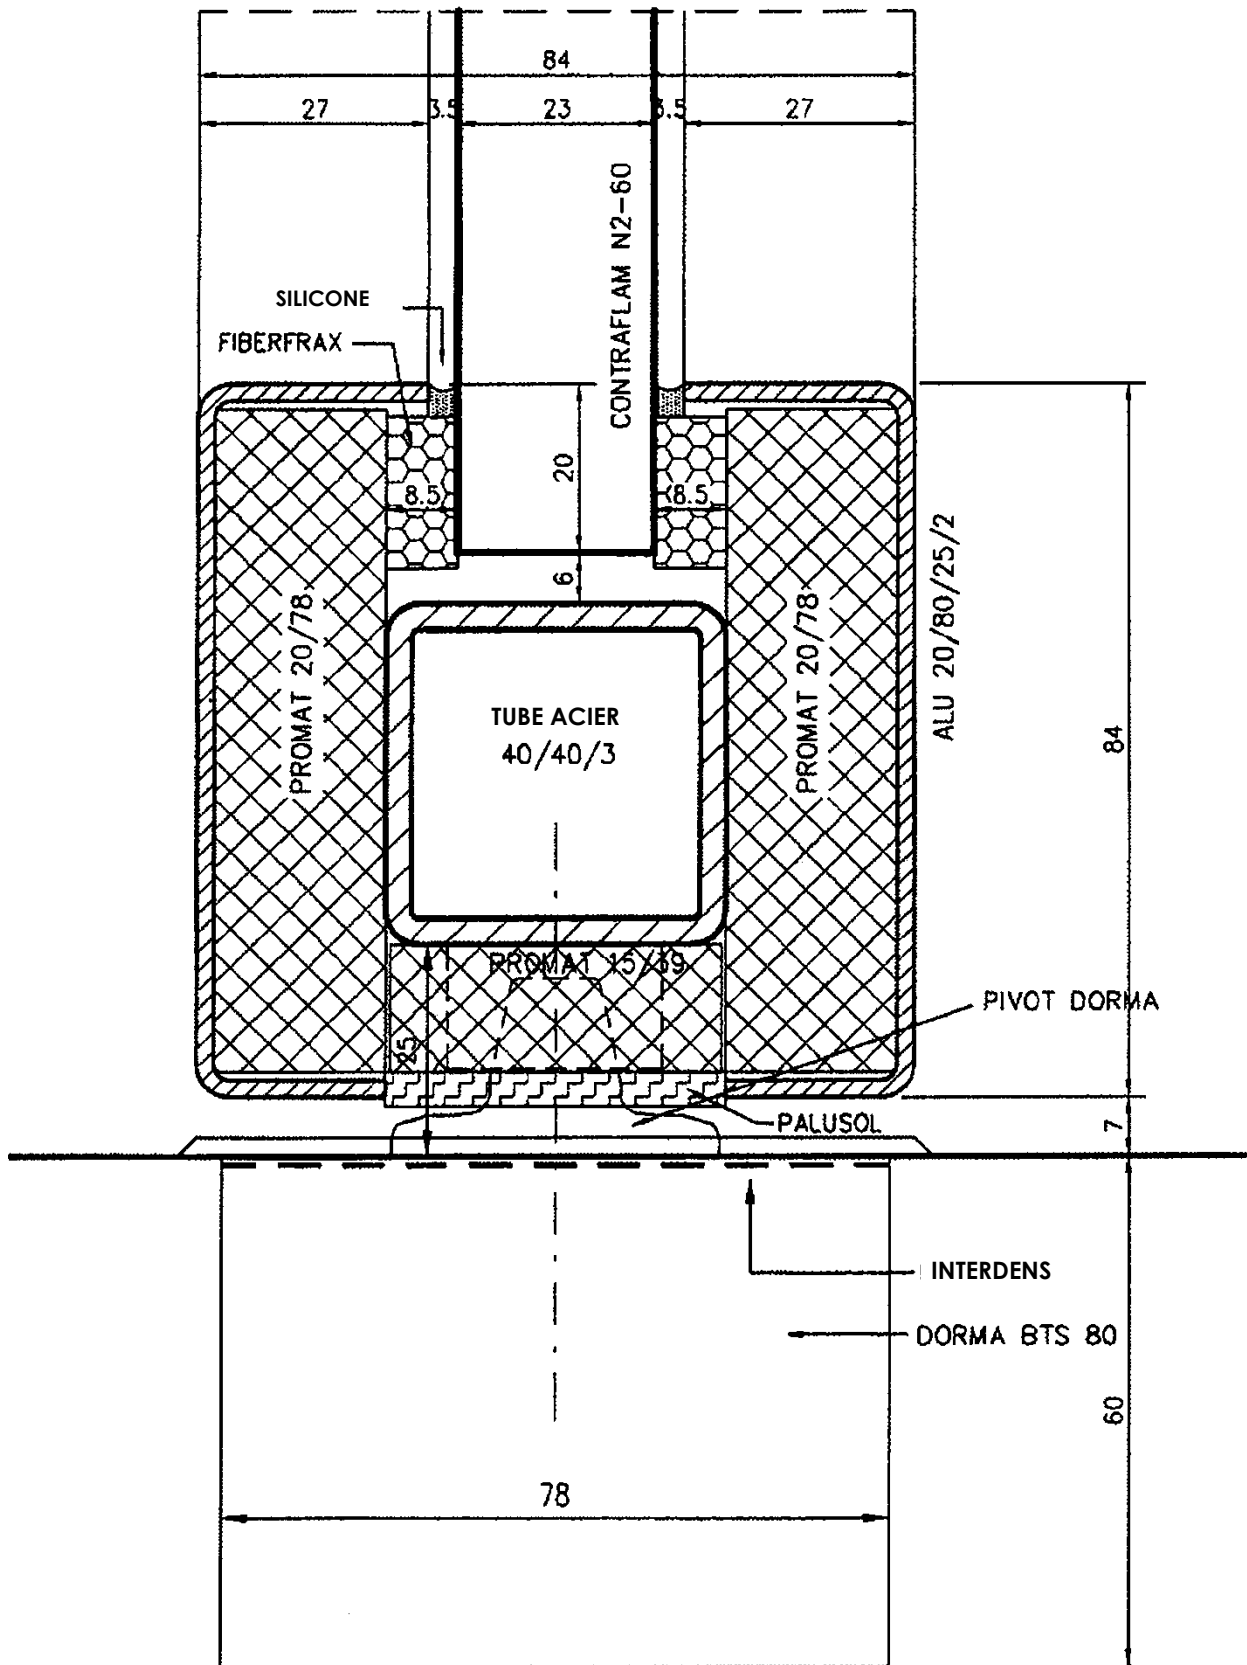 84
27
3.5
23
3.5
27
CONTRAFLAM N2-60
SILICONE
FIBERFRAX
20
8.5
8.5
6
PROMAT 20/78
PROMAT 20/78
ALU 20/80/25/2
TUBE ACIER
40/40/3
84
PROMAT 15/39
PIVOT DORMA
25
PALUSOL
7
INTERDENS
DORMA BTS 80
60
78